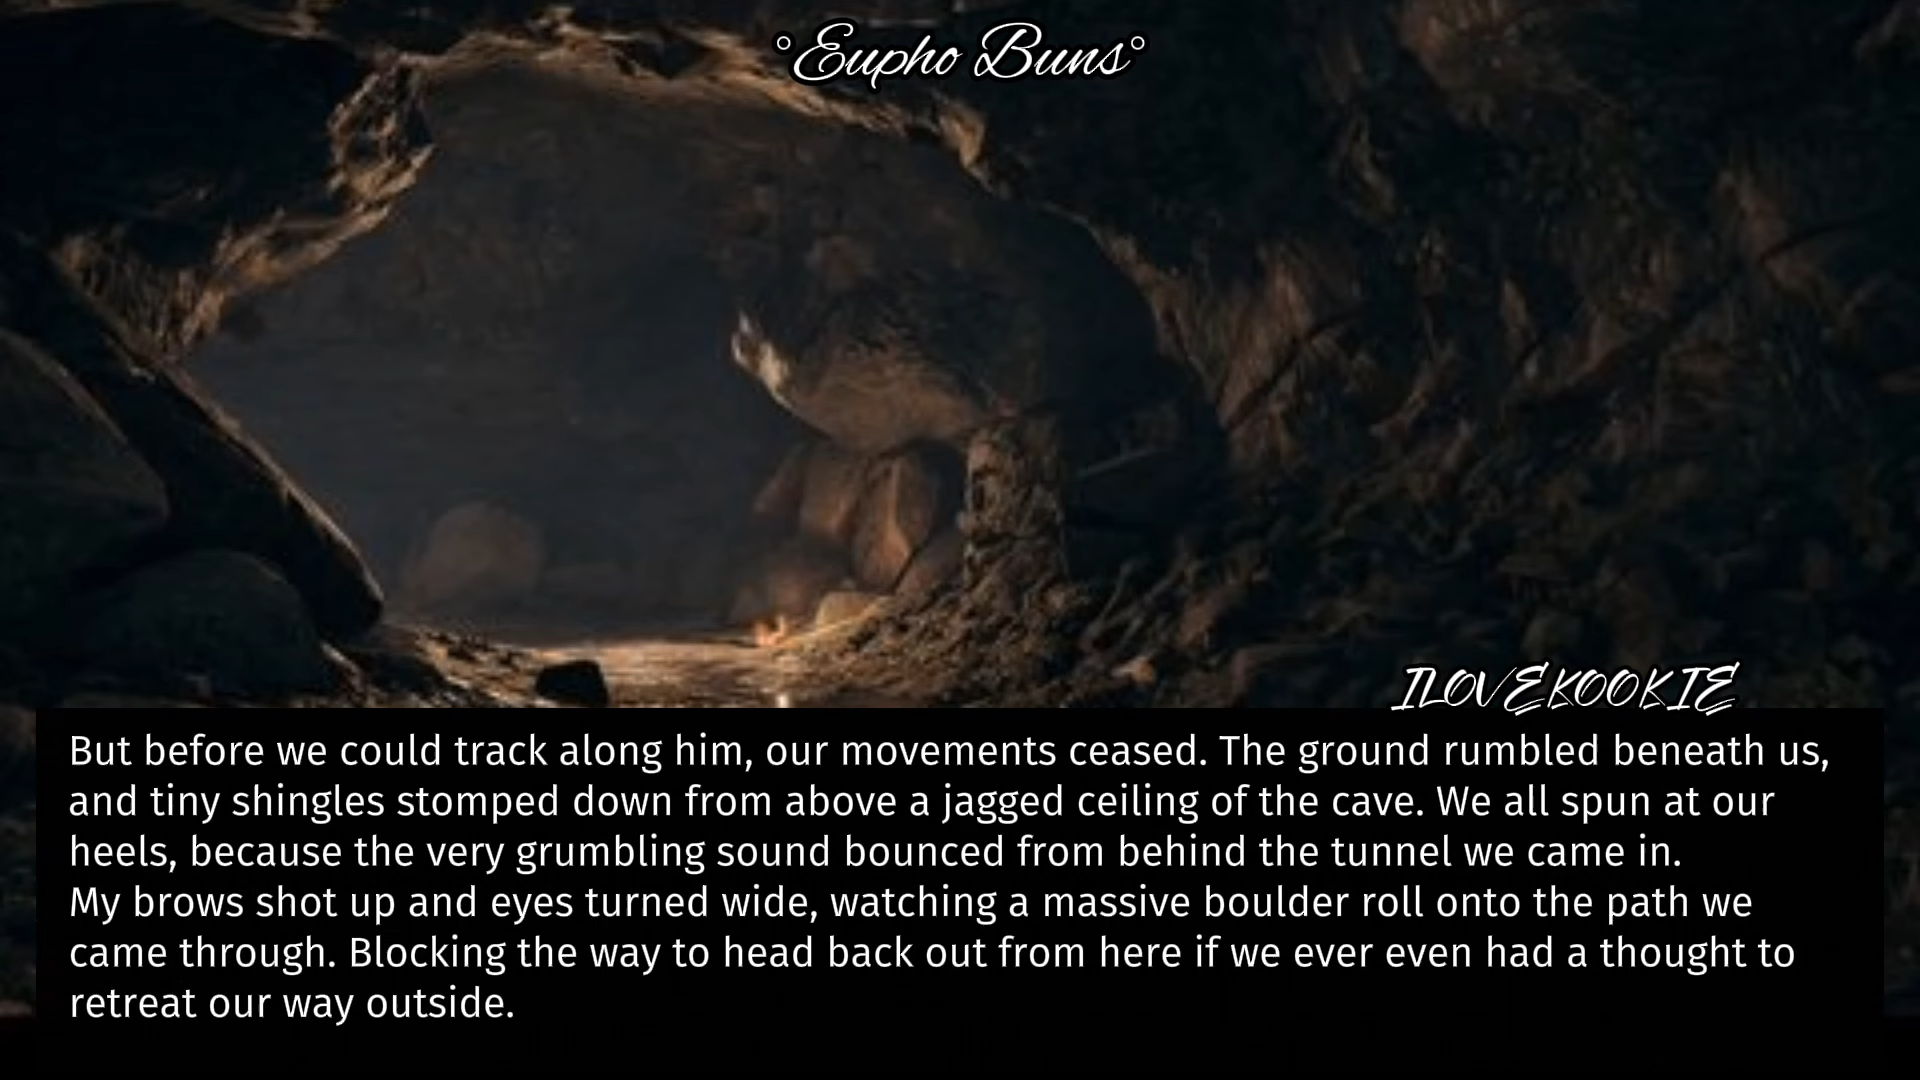 °Eupho Buns°
ILOVEKOOKIE
But before we could track along him, our movements ceased. The ground rumbled beneath us,
and tiny shingles stomped down from above a jagged ceiling of the cave. We all spun at our
heels, because the very grumbling sound bounced from behind the tunnel we came in.
My brows shot up and eyes turned wide, watching a massive boulder roll onto the path we
came through. Blocking the way to head back out from here if we ever even had a thought to
retreat our way outside.